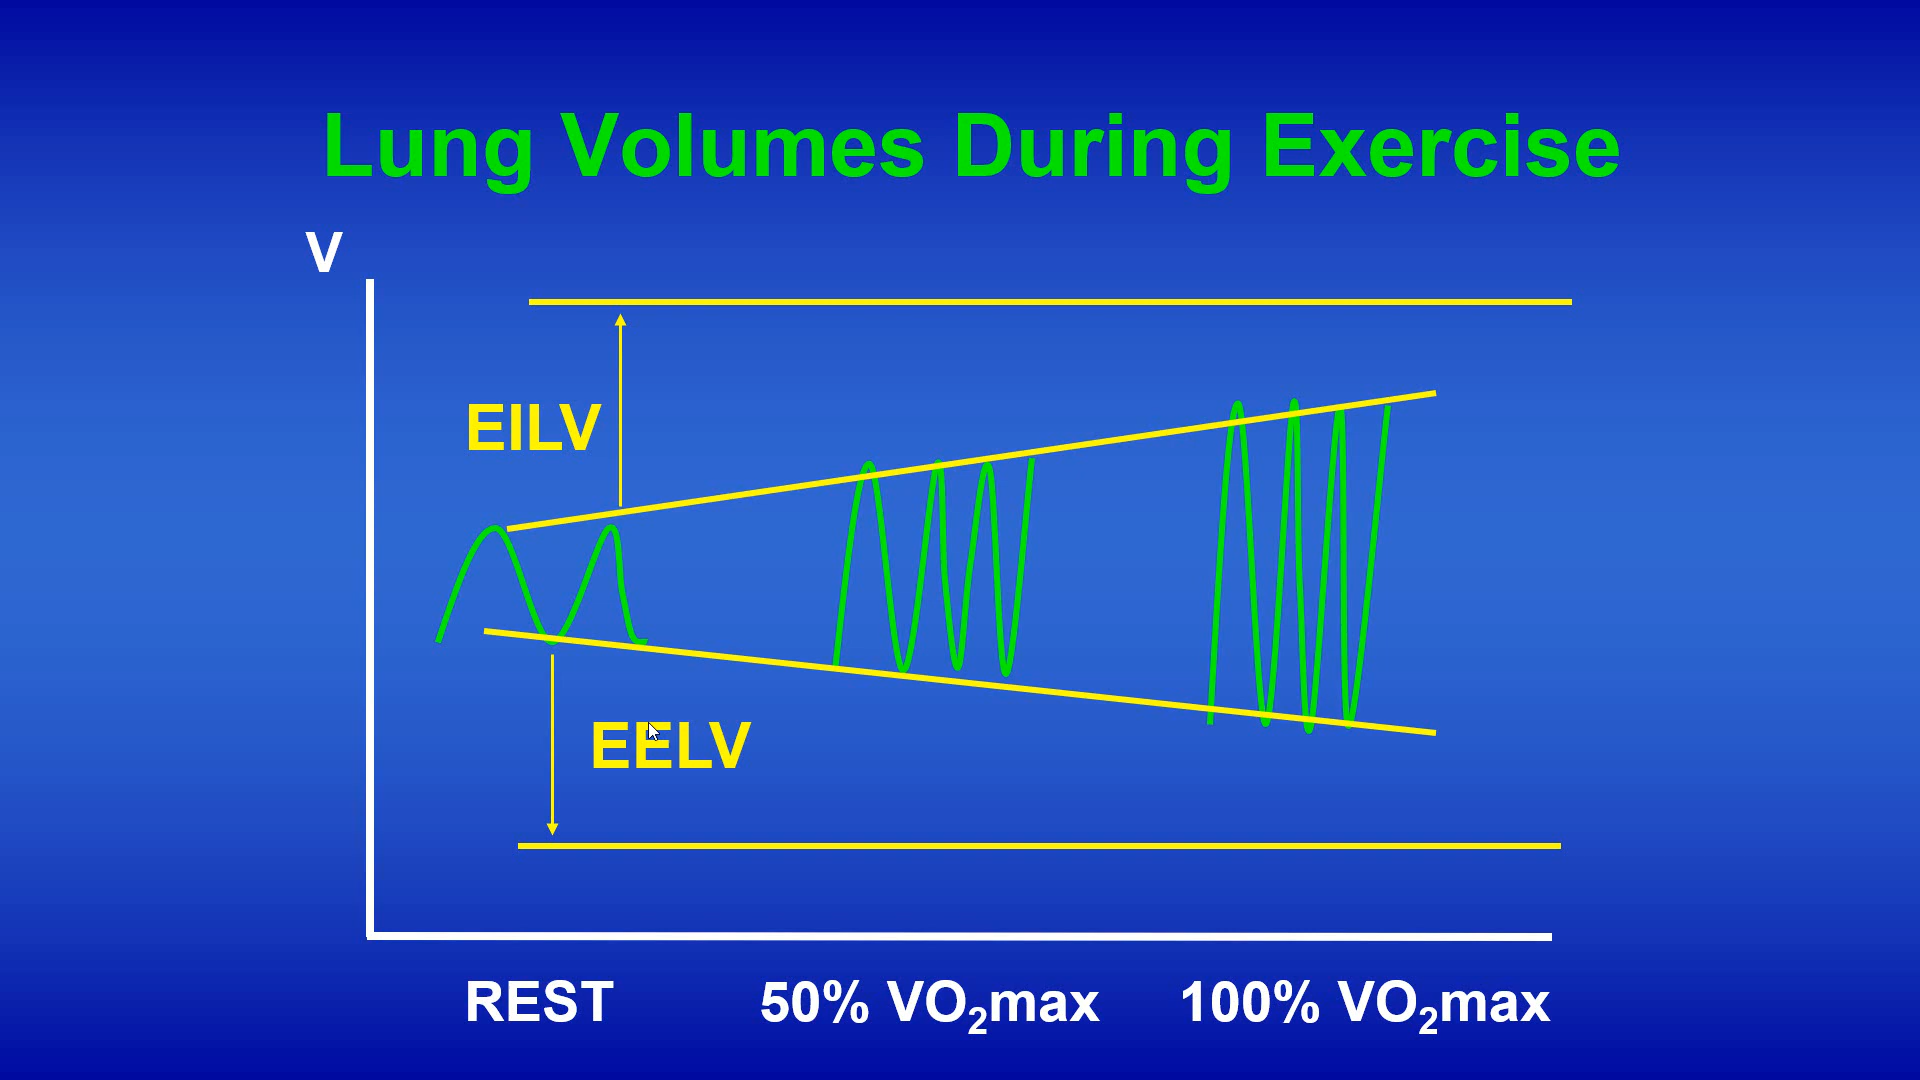 Lung Volumes During Exercise
V
EILV
EELV
REST 50% VO₂max 100% VO₂max